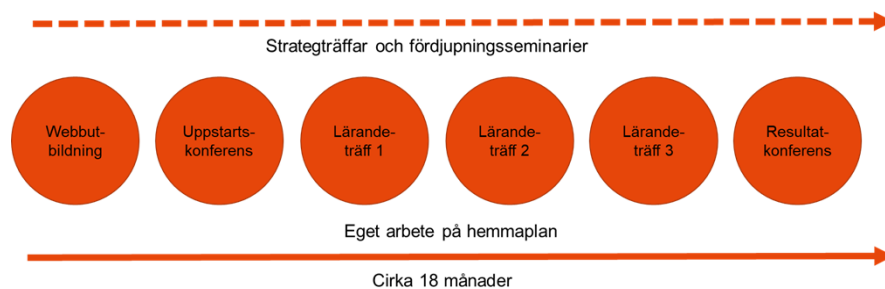 Strategträffar och fördjupningsseminarier
Webbut-
bildning
Uppstarts-
konferens
Lärande-
träff 1
Lärande-
träff 2
Lärande-
träff 3
Resultat-
konferens
Eget arbete på hemmaplan
Cirka 18 månader